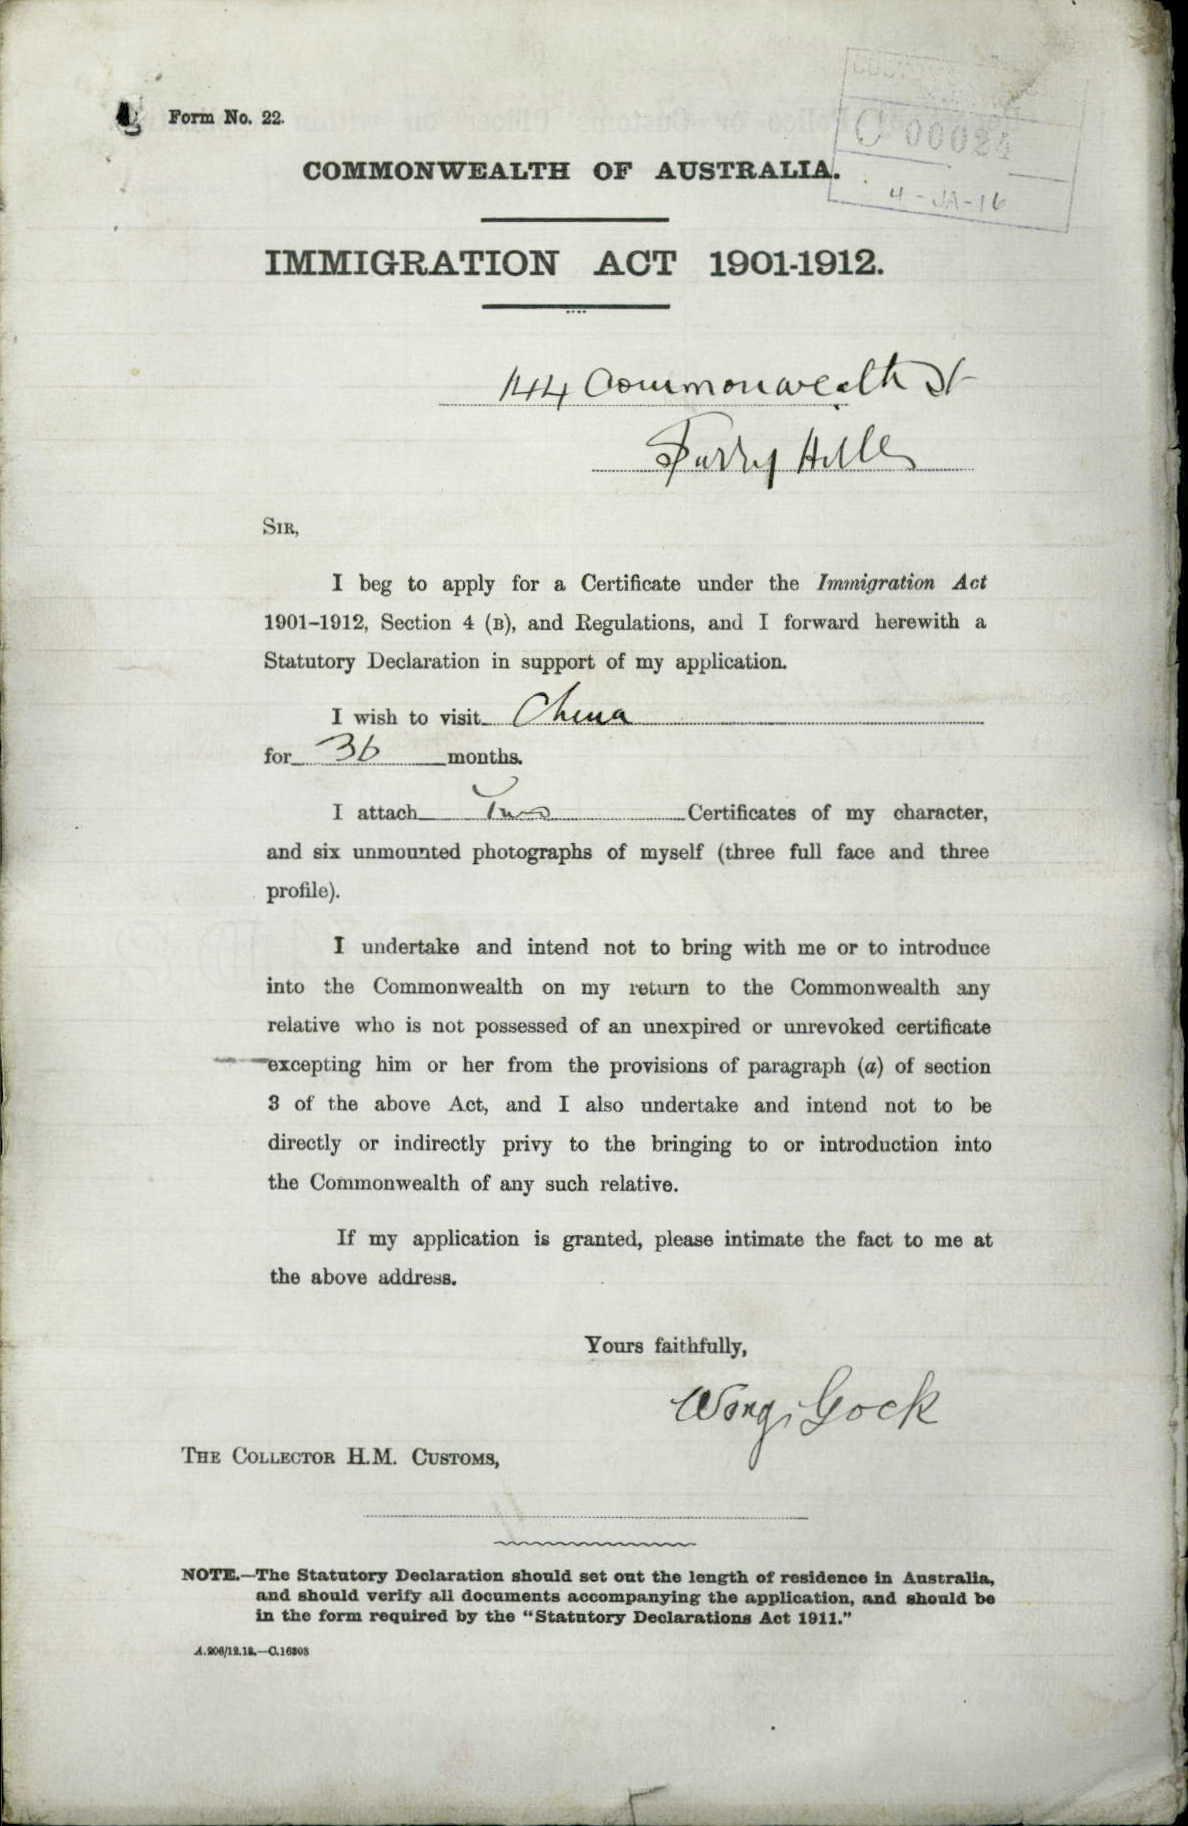 Form No. 22.
C 00024
4-JA-16
COMMONWEALTH OF AUSTRALIA.
IMMIGRATION ACT 1901-1912.
144 Commonwealth St
Surry Hills
SIR,
I beg to apply for a Certificate under the Immigration Act
1901–1912, Section 4 (B), and Regulations, and I forward herewith a
Statutory Declaration in support of my application.
I wish to visit China
for 36 months.
I attach Two Certificates of my character,
and six unmounted photographs of myself (three full face and three
profile).
I undertake and intend not to bring with me or to introduce
into the Commonwealth on my return to the Commonwealth any
relative who is not possessed of an unexpired or unrevoked certificate
excepting him or her from the provisions of paragraph (a) of section
3 of the above Act, and I also undertake and intend not to be
directly or indirectly privy to the bringing to or introduction into
the Commonwealth of any such relative.
If my application is granted, please intimate the fact to me at
the above address.
Yours faithfully,
Wong Gock
THE COLLECTOR H.M. CUSTOMS,
NOTE.—The Statutory Declaration should set out the length of residence in Australia,
and should verify all documents accompanying the application, and should be
in the form required by the "Statutory Declarations Act 1911."
A.206/12.12.—C.16303